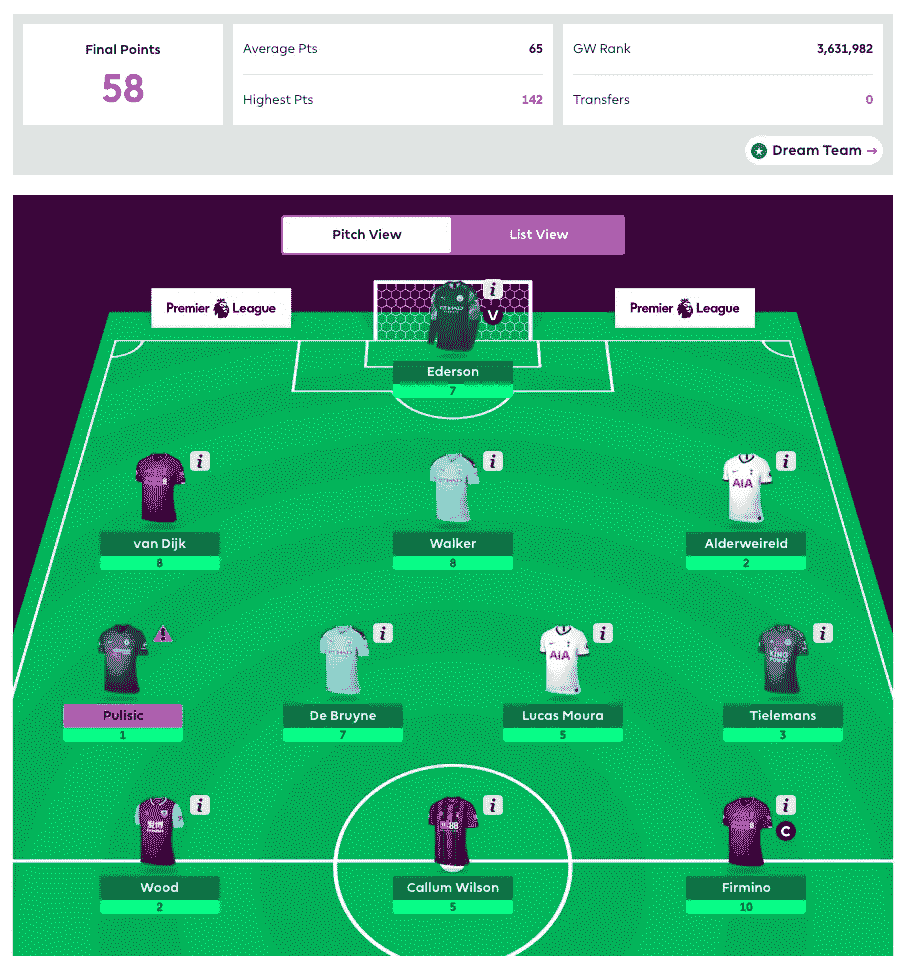 Final Points
58
Average Pts 65
Highest Pts 142
GW Rank 3,631,982
Transfers 0
Dream Team →
Pitch View List View
Premier League Premier League
V
Ederson
7
AIA
van Dijk Walker Alderweireld
8 8 2
AIA
KING
POWER
Pulisic De Bruyne Lucas Moura Tielemans
1 7 5 3
C
Wood Callum Wilson Firmino
2 5 10